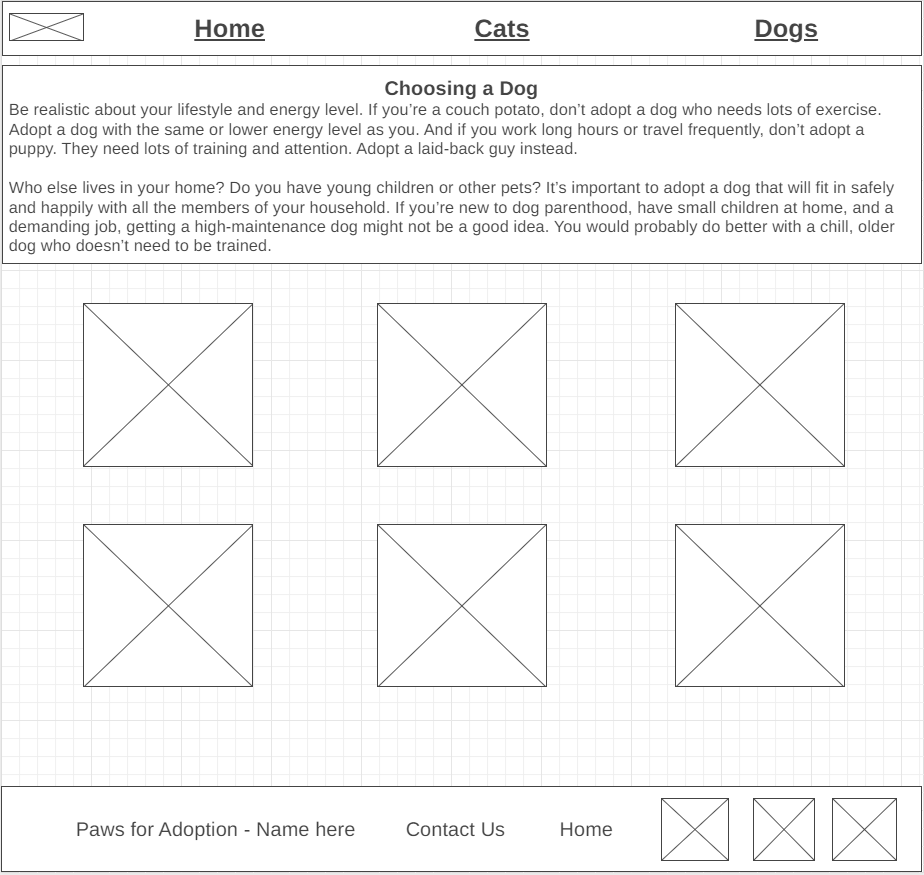 Home Cats Dogs
Choosing a Dog
Be realistic about your lifestyle and energy level. If you’re a couch potato, don’t adopt a dog who needs lots of exercise.
Adopt a dog with the same or lower energy level as you. And if you work long hours or travel frequently, don’t adopt a
puppy. They need lots of training and attention. Adopt a laid-back guy instead.
Who else lives in your home? Do you have young children or other pets? It’s important to adopt a dog that will fit in safely
and happily with all the members of your household. If you’re new to dog parenthood, have small children at home, and a
demanding job, getting a high-maintenance dog might not be a good idea. You would probably do better with a chill, older
dog who doesn’t need to be trained.
Paws for Adoption - Name here Contact Us Home